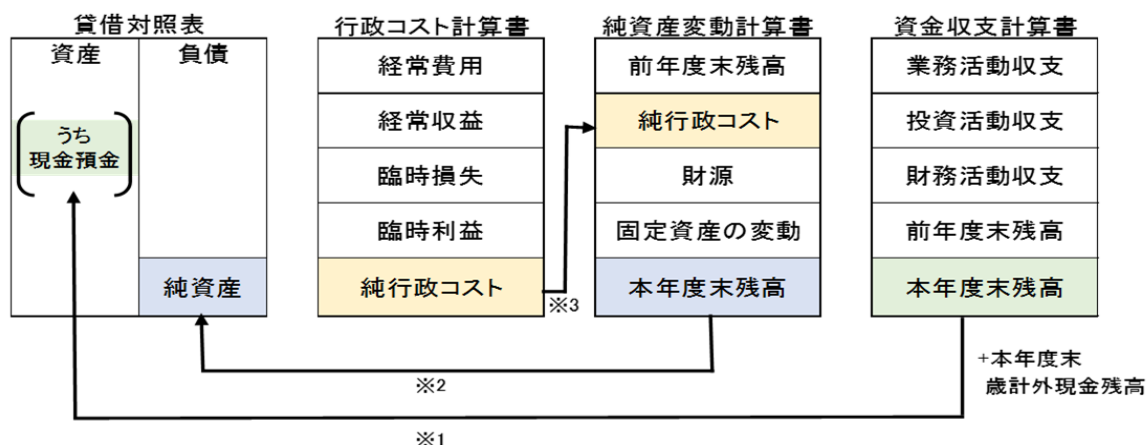 貸借対照表
資産
負債
うち
現金預金
純資産
行政コスト計算書
経常費用
経常収益
臨時損失
臨時利益
純行政コスト
※3
純資産変動計算書
前年度末残高
純行政コスト
財源
固定資産の変動
本年度末残高
資金収支計算書
業務活動収支
投資活動収支
財務活動収支
前年度末残高
本年度末残高
+本年度末
歳計外現金残高
※2
※1